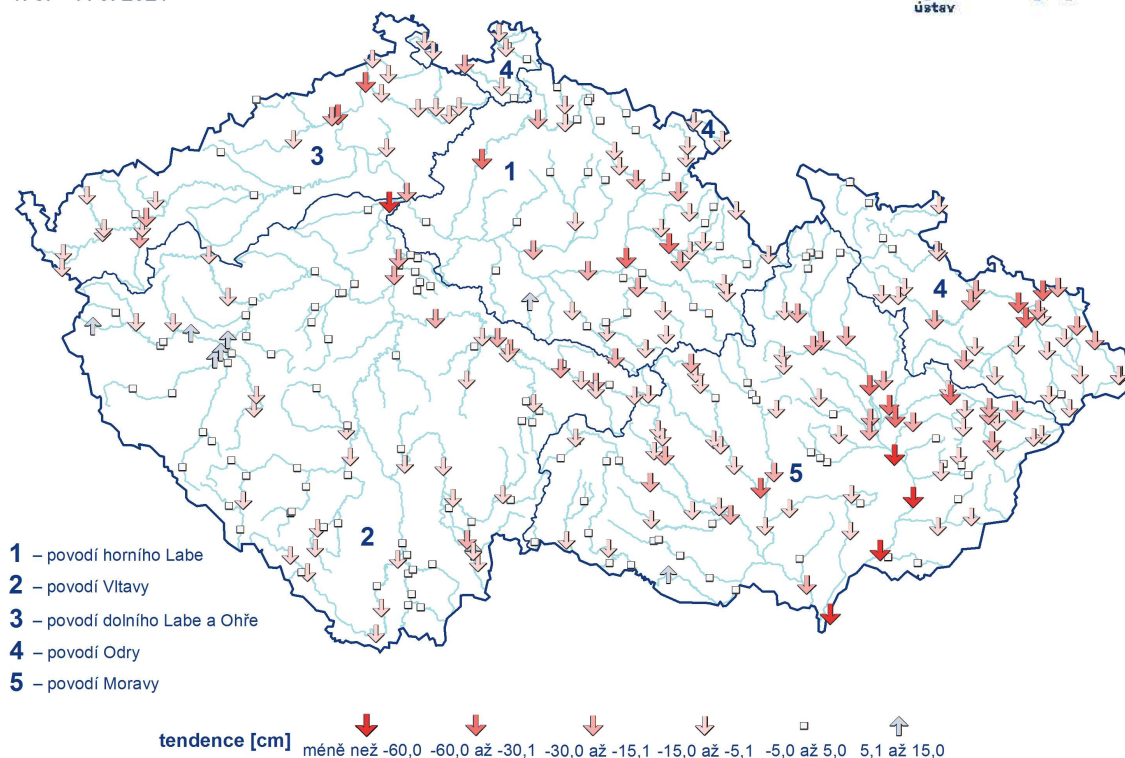 ústav
4
4
3
1
4
5
2
1 – povodí horního Labe
2 – povodí Vltavy
3 – povodí dolního Labe a Ohře
4 – povodí Odry
5 – povodí Moravy
tendence [cm]
méně než -60,0 -60,0 až -30,1 -30,0 až -15,1 -15,0 až -5,1 -5,0 až 5,0 5,1 až 15,0